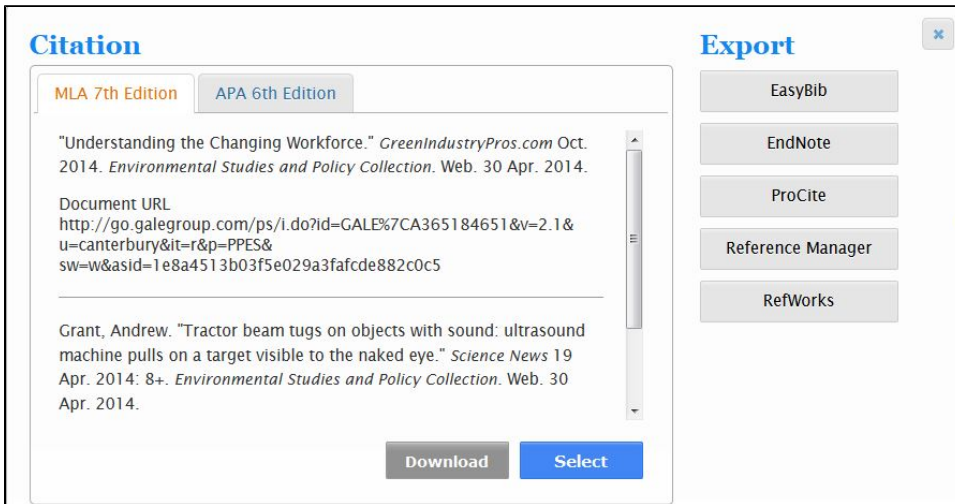 Citation
MLA 7th Edition
APA 6th Edition
"Understanding the Changing Workforce." GreenIndustryPros.com Oct.
2014. Environmental Studies and Policy Collection. Web. 30 Apr. 2014.
Document URL
http://go.galegroup.com/ps/i.do?id=GALE%7CA365184651&v=2.1&
u=canterbury&it=r&p=PPES&
sw=w&asid=1e8a4513b03f5e029a3fafcde882c0c5
Grant, Andrew. "Tractor beam tugs on objects with sound: ultrasound
machine pulls on a target visible to the naked eye." Science News 19
Apr. 2014: 8+. Environmental Studies and Policy Collection. Web. 30
Apr. 2014.
Download
Select
Export
EasyBib
EndNote
ProCite
Reference Manager
RefWorks